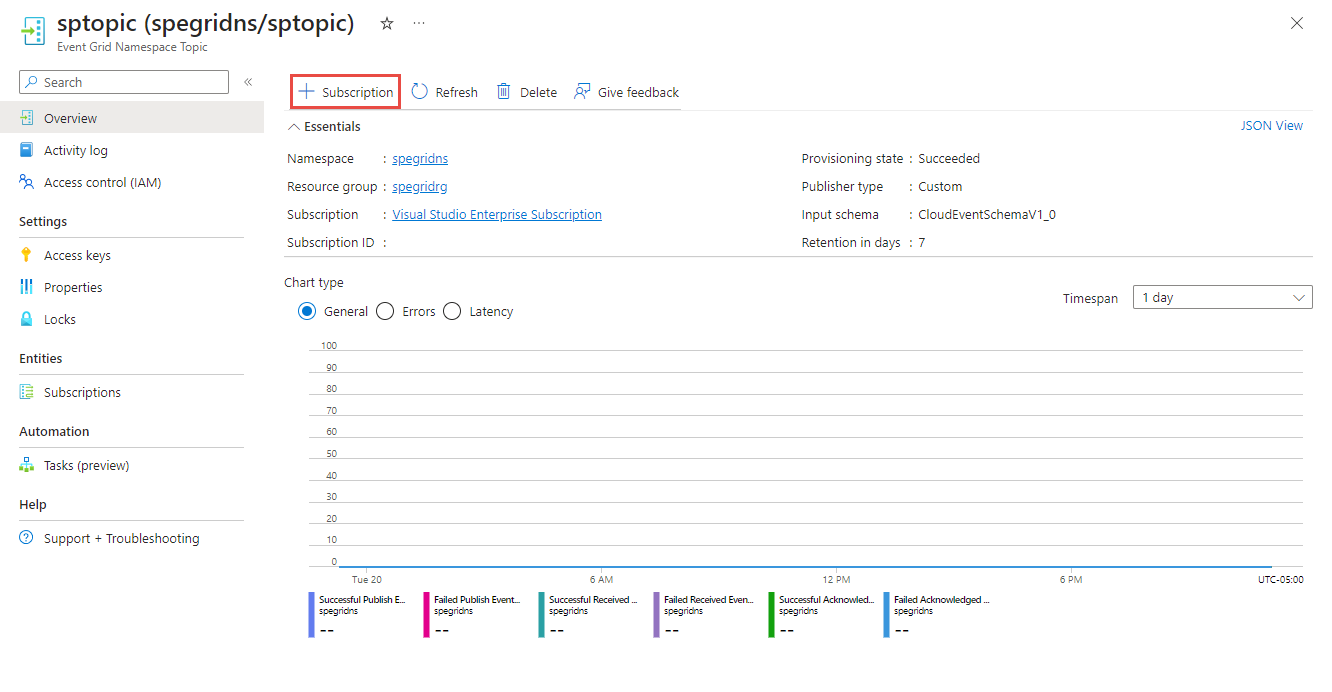 sptopic (spegridns/sptopic) ☆ ...
Event Grid Namespace Topic
Search «
Overview
Activity log
Access control (IAM)
Settings
Access keys
Properties
Locks
Entities
Subscriptions
Automation
Tasks (preview)
Help
Support + Troubleshooting
+ Subscription Refresh Delete Give feedback
Essentials JSON View
Namespace : spegridns
Resource group : spegridrg
Subscription : Visual Studio Enterprise Subscription
Subscription ID :
Provisioning state : Succeeded
Publisher type : Custom
Input schema : CloudEventSchemaV1_0
Retention in days : 7
Chart type
General Errors Latency
Timespan 1 day
100
90
80
70
60
50
40
30
20
10
0
Tue 20 6 AM 12 PM 6 PM UTC-05:00
Successful Publish E...
spegridns
--
Failed Publish Event...
spegridns
--
Successful Received ...
spegridns
--
Failed Received Even...
spegridns
--
Successful Acknowled...
spegridns
--
Failed Acknowledged ...
spegridns
--